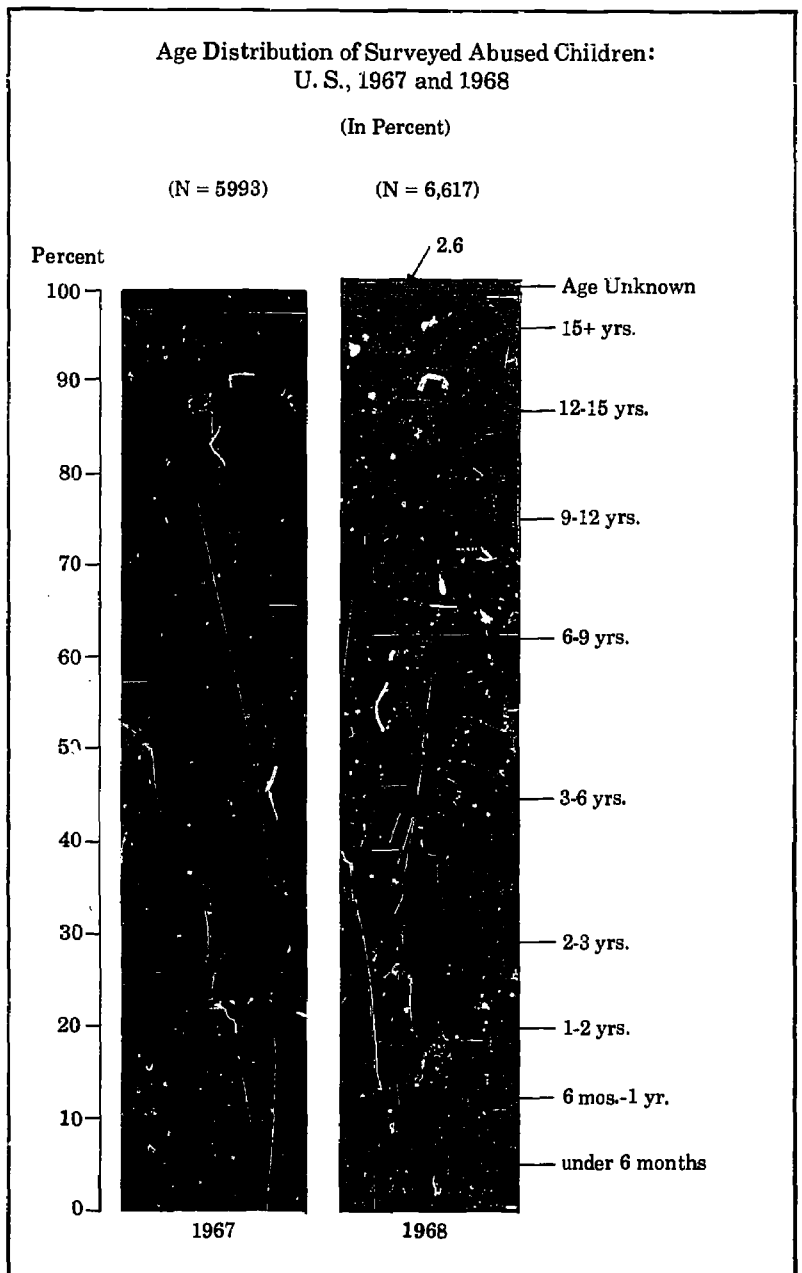 Age Distribution of Surveyed Abused Children:
U. S., 1967 and 1968
(In Percent)
(N = 5993)
(N = 6,617)
Percent
2.6
100
90
80
70
60
50
40
30
20
10
0
Age Unknown
15+ yrs.
12-15 yrs.
9-12 yrs.
6-9 yrs.
3-6 yrs.
2-3 yrs.
1-2 yrs.
6 mos.-1 yr.
under 6 months
1967
1968